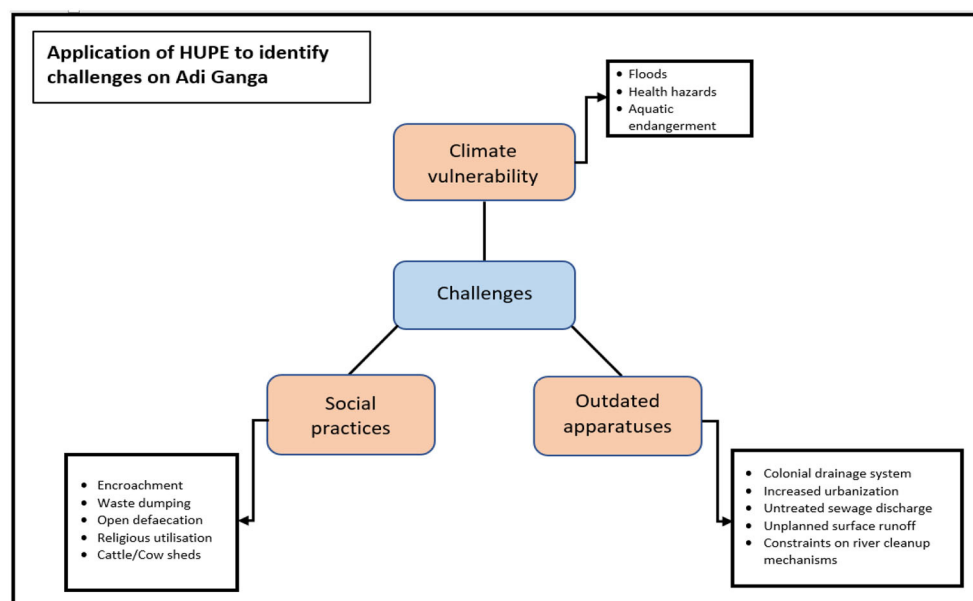 Application of HUPE to identify
challenges on Adi Ganga
• Floods
• Health hazards
• Aquatic
endangerment
Climate
vulnerability
Challenges
Social
practices
Outdated
apparatuses
• Encroachment
• Waste dumping
• Open defaecation
• Religious utilisation
• Cattle/Cow sheds
• Colonial drainage system
• Increased urbanization
• Untreated sewage discharge
• Unplanned surface runoff
• Constraints on river cleanup
mechanisms